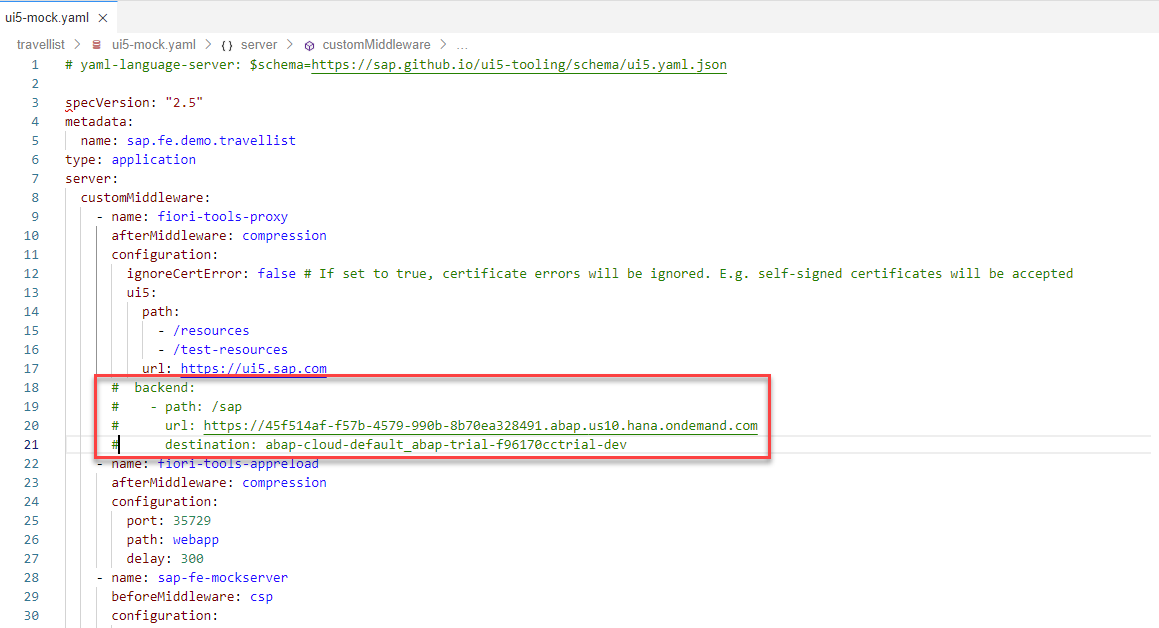 ui5-mock.yaml ×
travellist > ui5-mock.yaml > {} server > customMiddleware > ...
1 # yaml-language-server: $schema=https://sap.github.io/ui5-tooling/schema/ui5.yaml.json
2
3 specVersion: "2.5"
4 metadata:
5   name: sap.fe.demo.travellist
6 type: application
7 server:
8   customMiddleware:
9     - name: fiori-tools-proxy
10       afterMiddleware: compression
11       configuration:
12         ignoreCertError: false # If set to true, certificate errors will be ignored. E.g. self-signed certificates will be accepted
13         ui5:
14           path:
15             - /resources
16             - /test-resources
17           url: https://ui5.sap.com
18       #  backend:
19       #    - path: /sap
20       #      url: https://45f514af-f57b-4579-990b-8b70ea328491.abap.us10.hana.ondemand.com
21       #      destination: abap-cloud-default_abap-trial-f96170cctrial-dev
22     - name: fiori-tools-appreload
23       afterMiddleware: compression
24       configuration:
25         port: 35729
26         path: webapp
27         delay: 300
28     - name: sap-fe-mockserver
29       beforeMiddleware: csp
30       configuration: